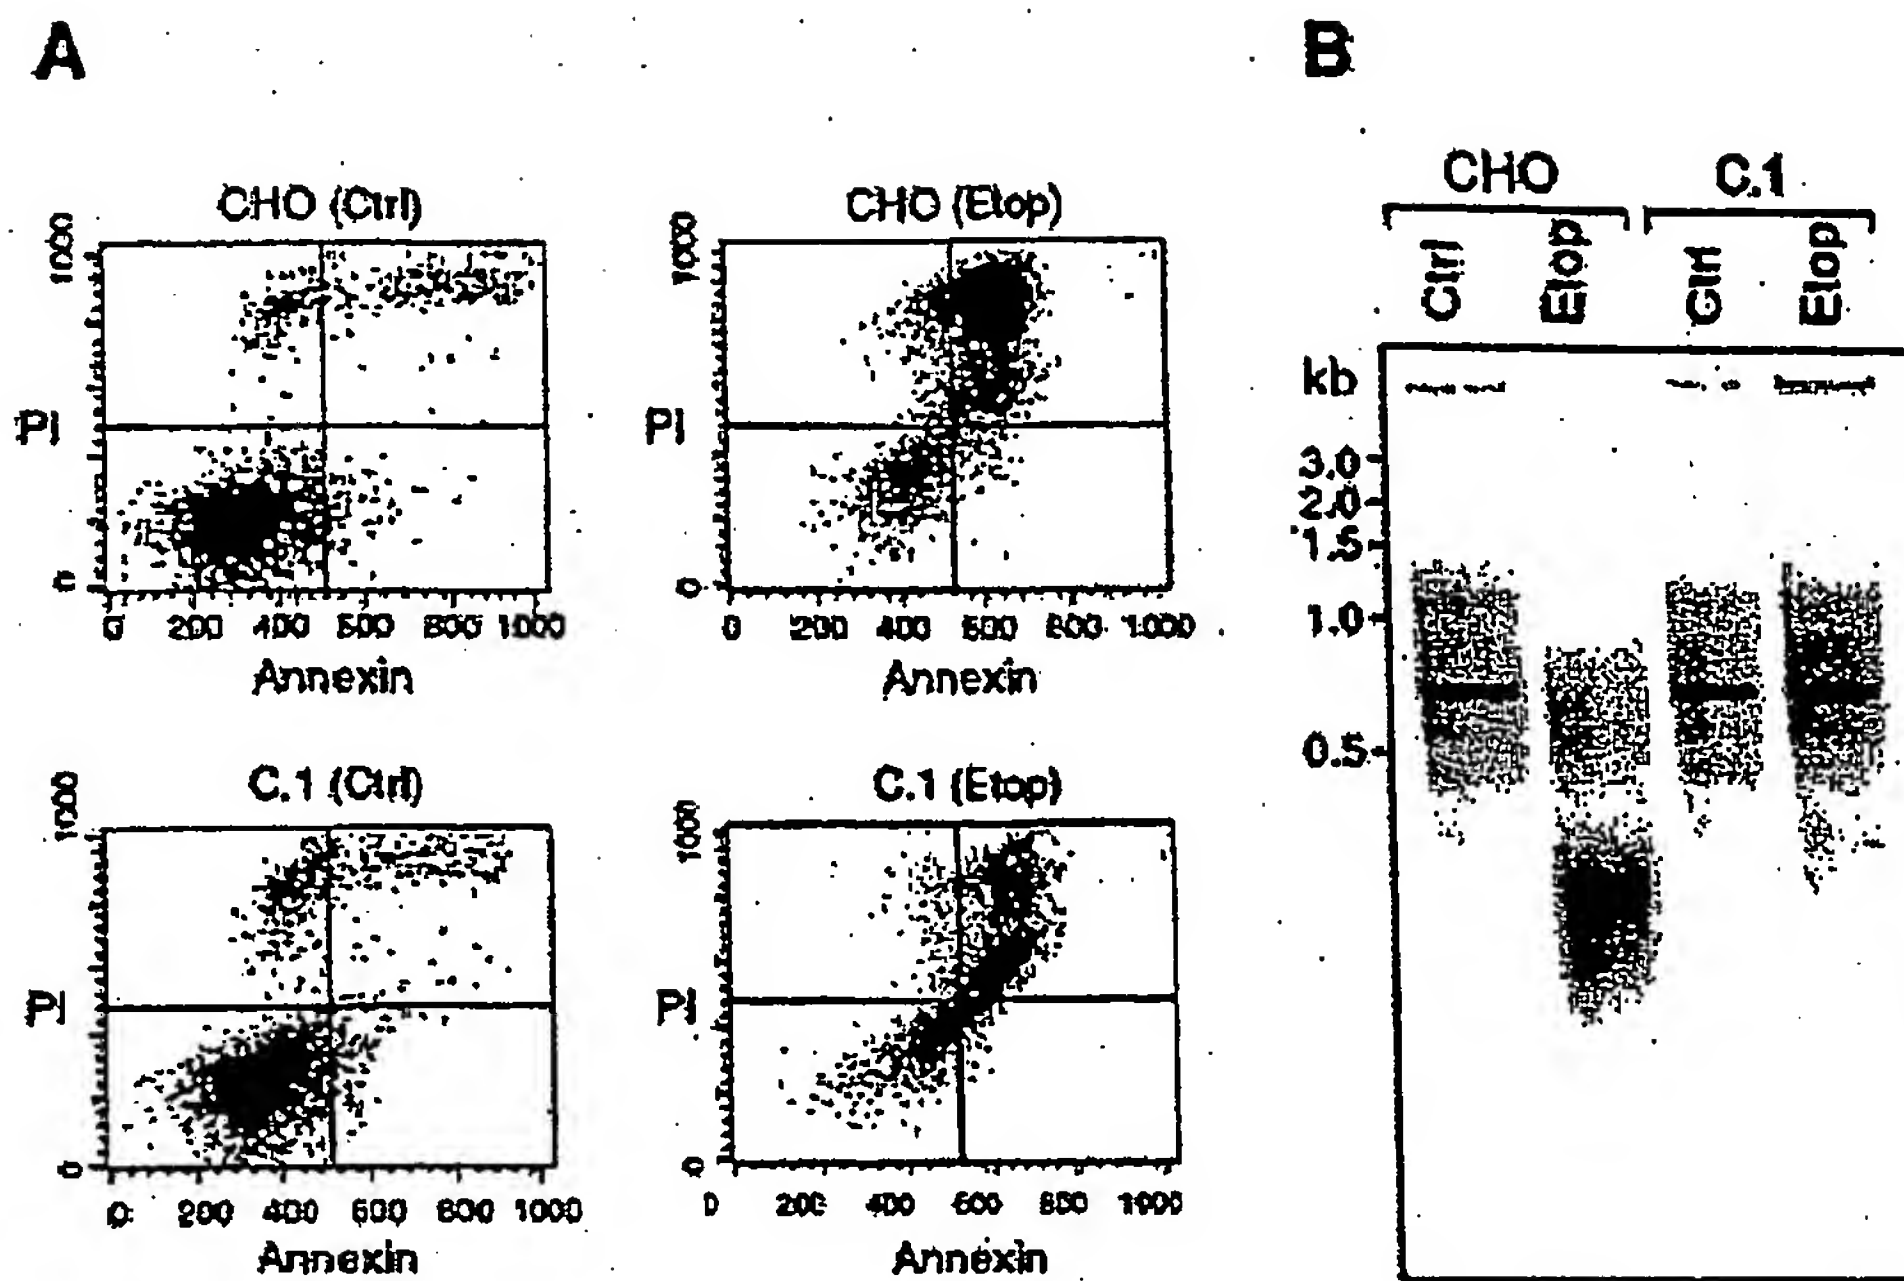 A
B
CHO (Ctrl)
CHO (Etop)
1000
PI
0
0 200 400 600 800 1000
Annexin
1000
PI
0
0 200 400 600 800 1000
Annexin
C.1 (Ctrl)
C.1 (Etop)
1000
PI
0
0 200 400 600 800 1000
Annexin
1000
PI
0
0 200 400 600 800 1000
Annexin
CHO C.1
Ctrl Etop Ctrl Etop
kb
3.0
2.0
1.5
1.0
0.5